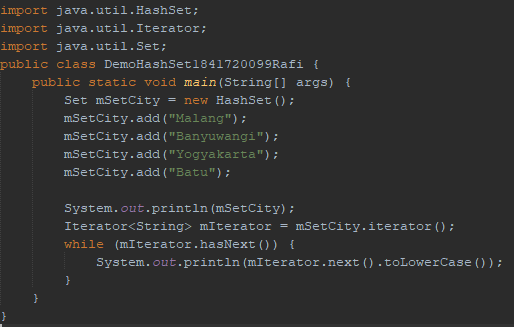 import java.util.HashSet;
import java.util.Iterator;
import java.util.Set;
public class DemoHashSet1841720099Rafi {
    public static void main(String[] args) {
        Set mSetCity = new HashSet();
        mSetCity.add("Malang");
        mSetCity.add("Banyuwangi");
        mSetCity.add("Yogyakarta");
        mSetCity.add("Batu");

        System.out.println(mSetCity);
        Iterator<String> mIterator = mSetCity.iterator();
        while (mIterator.hasNext()) {
            System.out.println(mIterator.next().toLowerCase());
        }
    }
}